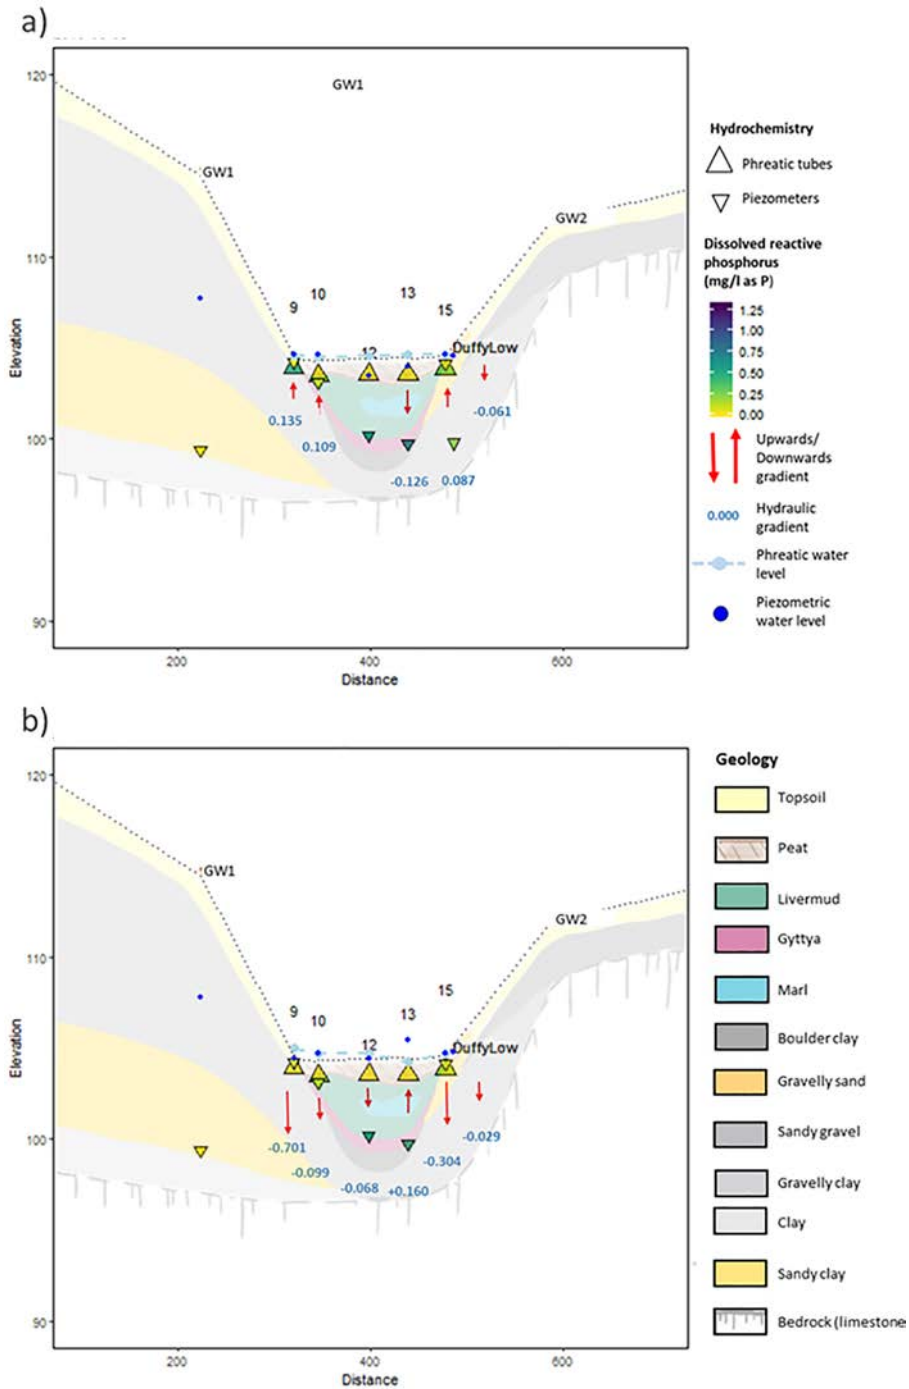 a)
120
110
100
90
Elevation
GW1
GW1
GW2
9
10
12
13
15
DuffyLow
0.135
0.109
-0.126
0.087
-0.061
200
400
600
Distance
Hydrochemistry
Phreatic tubes
Piezometers
Dissolved reactive
phosphorus
(mg/l as P)
1.25
1.00
0.75
0.50
0.25
0.00
Upwards/
Downwards
gradient
0.000
Hydraulic
gradient
Phreatic water
level
Piezometric
water level
b)
120
110
100
90
Elevation
GW1
GW2
9
10
12
13
15
DuffyLow
-0.701
-0.099
-0.068
+0.160
-0.304
-0.029
200
400
600
Distance
Geology
Topsoil
Peat
Livermud
Gyttya
Marl
Boulder clay
Gravelly sand
Sandy gravel
Gravelly clay
Clay
Sandy clay
Bedrock (limestone